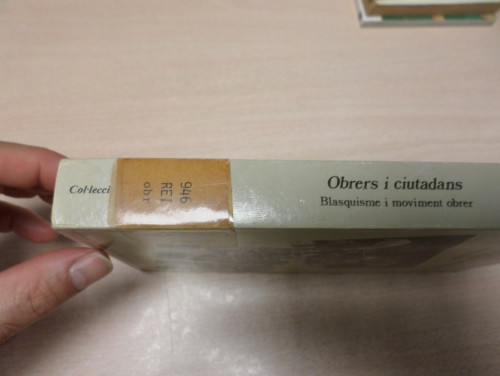 Col·lecci
946
REI
obr
Obrers i ciutadans
Blasquisme i moviment obrer